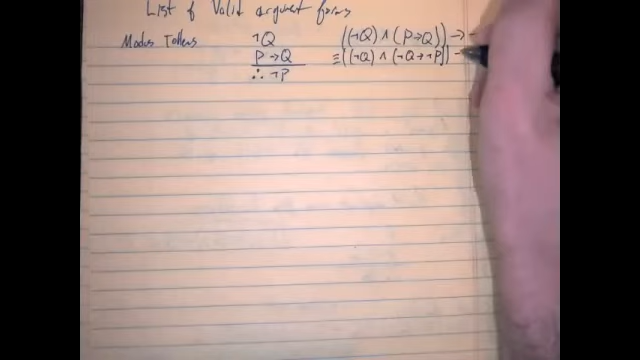 List of Valid argument forms
Modus Tollens ¬Q ((¬Q) ∧ (P→Q)) → ¬
P→Q ≡ ((¬Q) ∧ (¬Q→¬P)) →
∴ ¬P